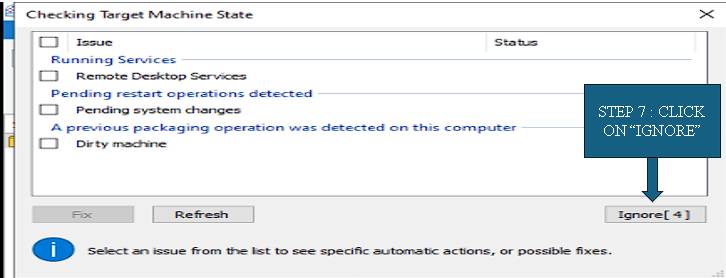 Checking Target Machine State
Issue Status
Running Services
Remote Desktop Services
Pending restart operations detected
Pending system changes
A previous packaging operation was detected on this computer
Dirty machine
STEP 7 : CLICK
ON “IGNORE”
Fix Refresh Ignore[ 4 ]
Select an issue from the list to see specific automatic actions, or possible fixes.